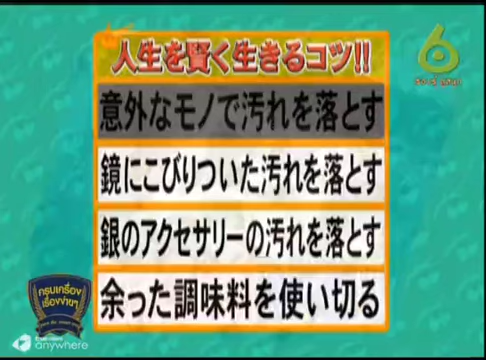 人生を賢く生きるコツ!!
6
意外なモノで汚れを落とす
鏡にこびりついた汚れを落とす
銀のアクセサリーの汚れを落とす
余った調味料を使い切る
ครบเครื่อง
เรื่องง่ายๆ
anywhere